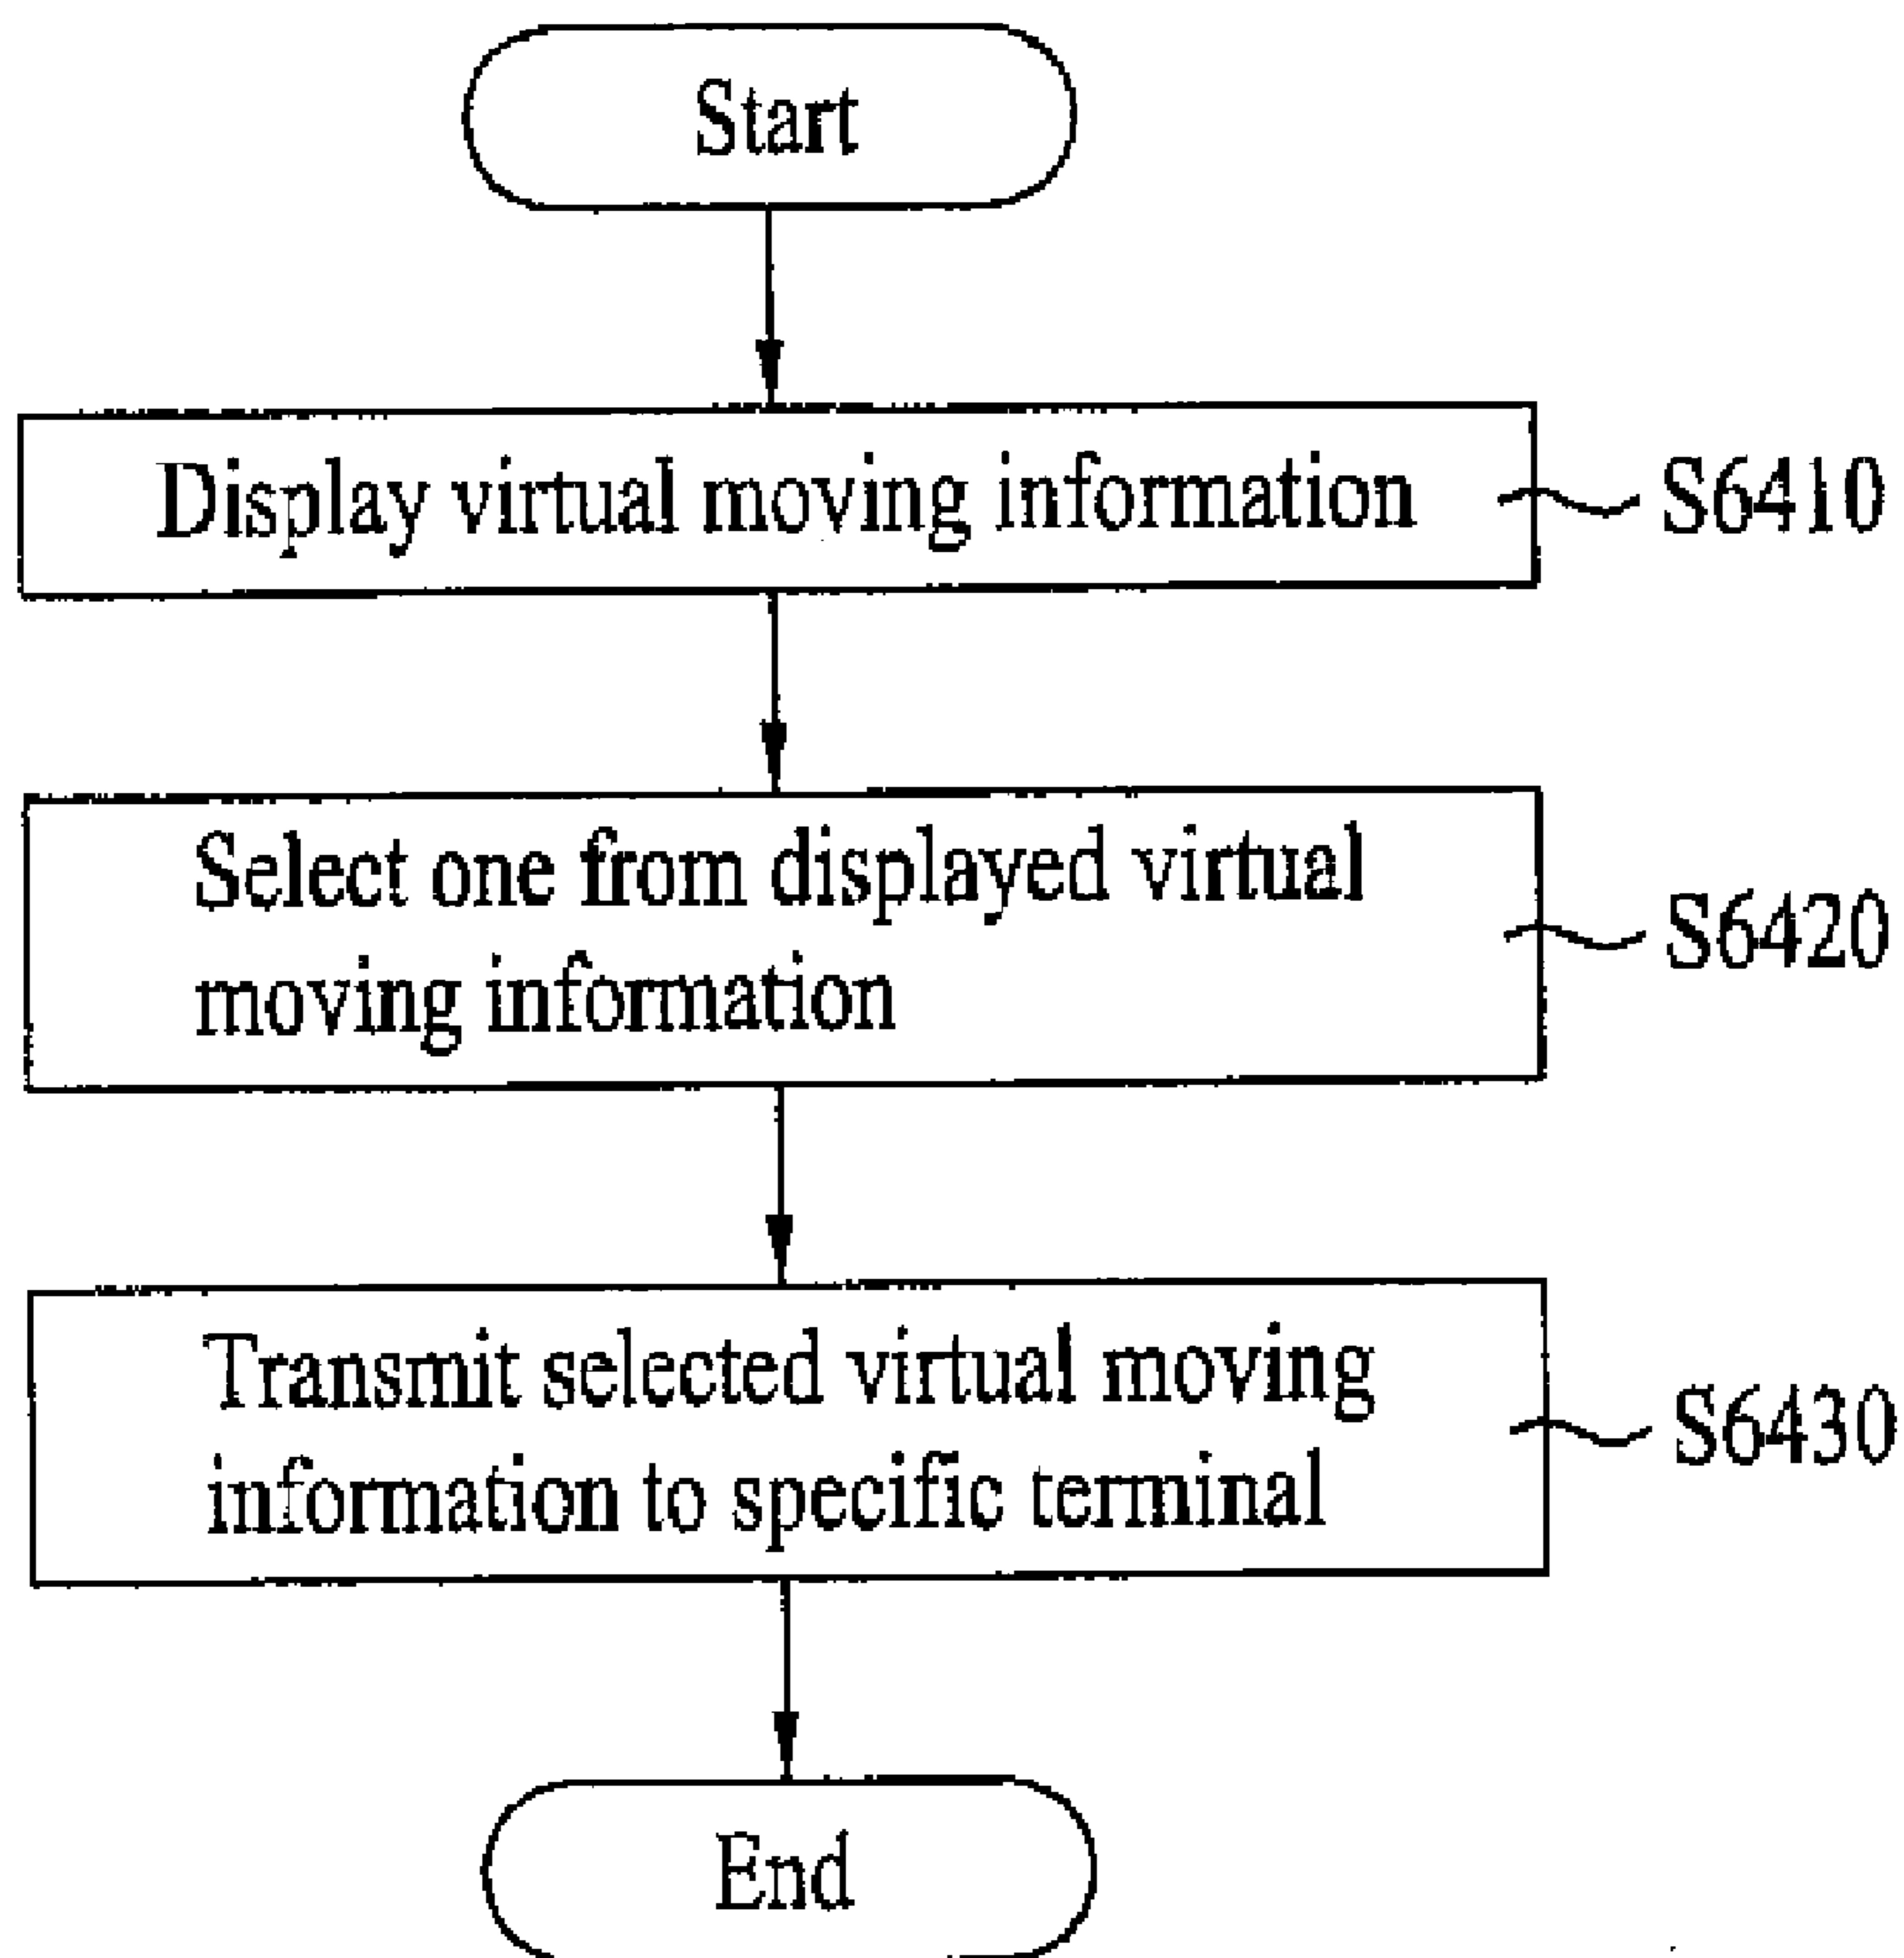 Start
Display virtual moving information
S6410
Select one from displayed virtual
moving information
S6420
Transmit selected virtual moving
information to specific terminal
S6430
End